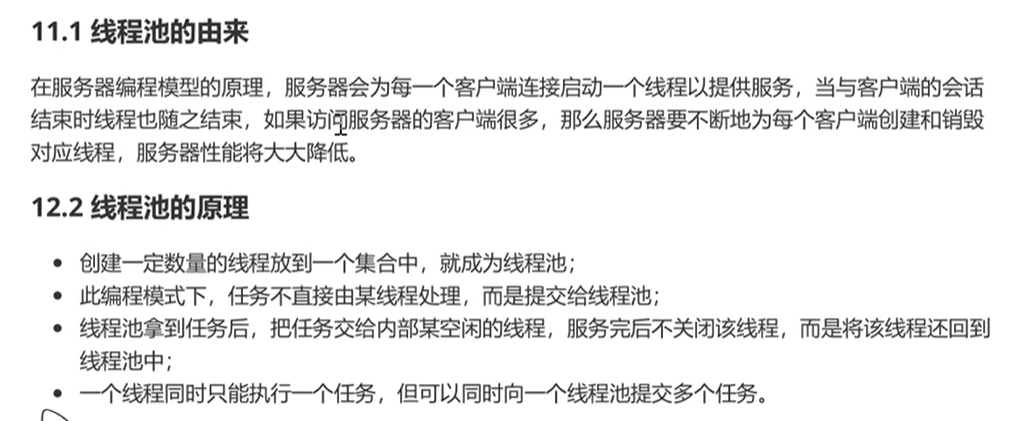 11.1 线程池的由来
在服务器编程模型的原理，服务器会为每一个客户端连接启动一个线程以提供服务，当与客户端的会话
结束时线程也随之结束，如果访问服务器的客户端很多，那么服务器要不断地为每个客户端创建和销毁
对应线程，服务器性能将大大降低。
12.2 线程池的原理
• 创建一定数量的线程放到一个集合中，就成为线程池；
• 此编程模式下，任务不直接由某线程处理，而是提交给线程池；
• 线程池拿到任务后，把任务交给内部某空闲的线程，服务完后不关闭该线程，而是将该线程还回到
线程池中；
• 一个线程同时只能执行一个任务，但可以同时向一个线程池提交多个任务。